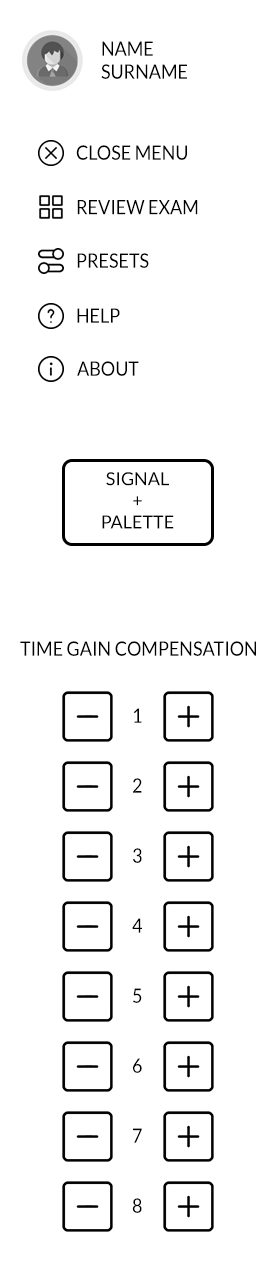 NAME
SURNAME
CLOSE MENU
REVIEW EXAM
PRESETS
? HELP
i ABOUT
SIGNAL
+
PALETTE
TIME GAIN COMPENSATION
− 1 +
− 2 +
− 3 +
− 4 +
− 5 +
− 6 +
− 7 +
− 8 +